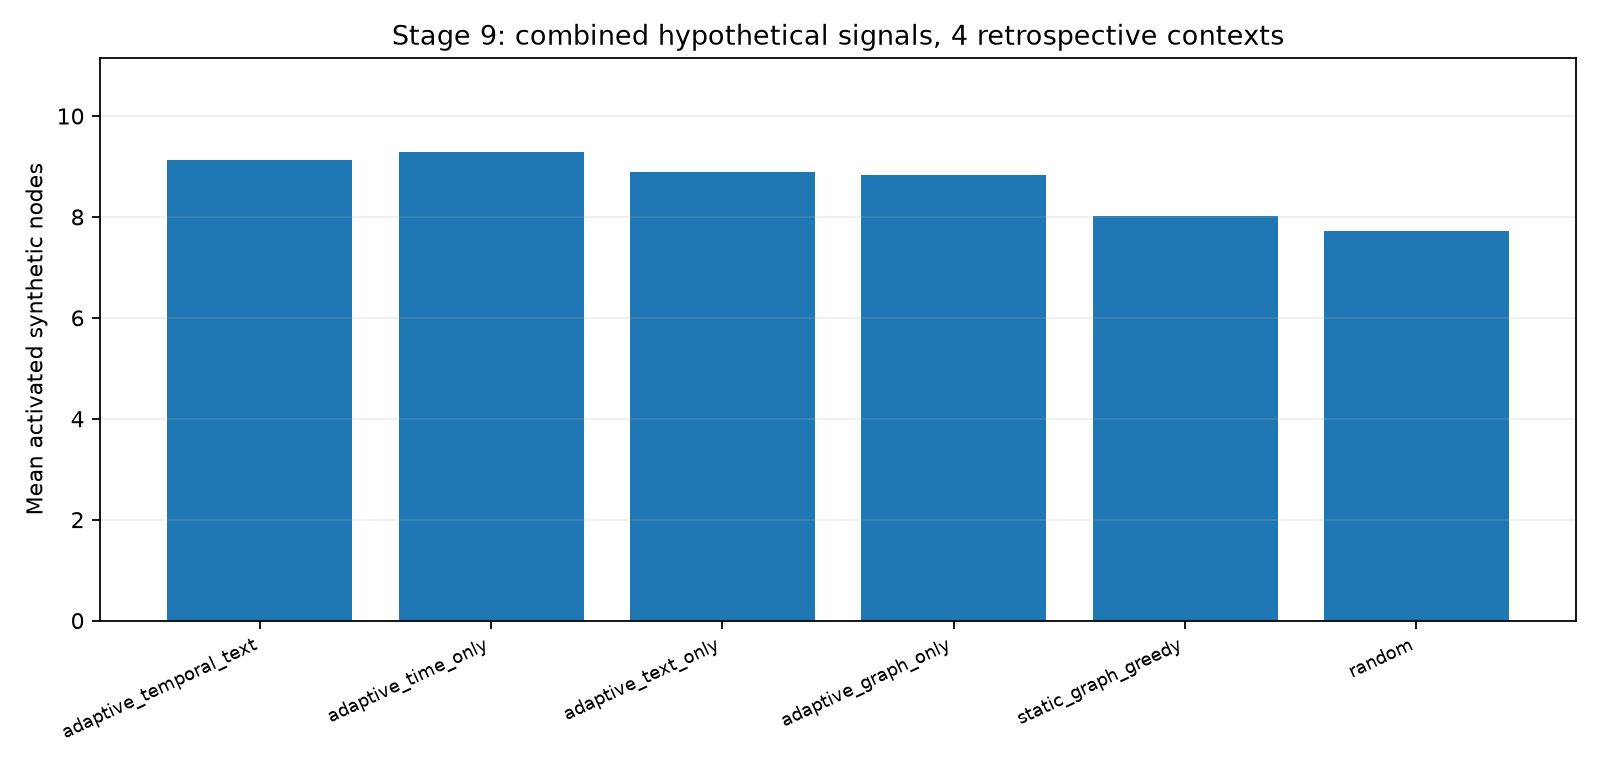 Stage 9: combined hypothetical signals, 4 retrospective contexts
Mean activated synthetic nodes
10
8
6
4
2
0
adaptive_temporal_text
adaptive_time_only
adaptive_text_only
adaptive_graph_only
static_graph_greedy
random